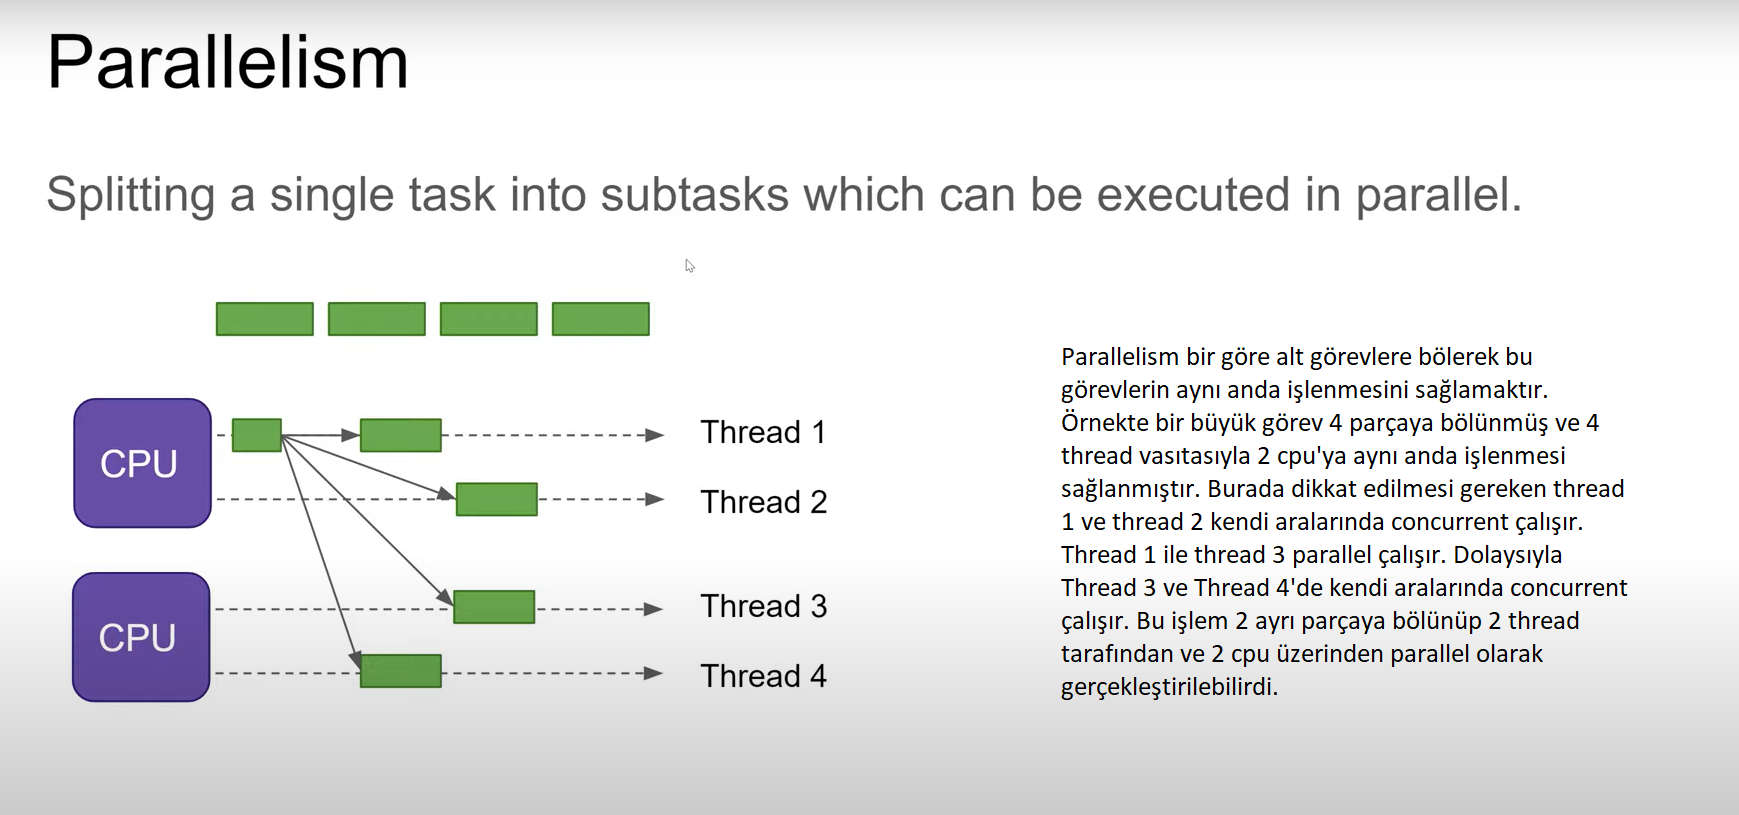 Parallelism
Splitting a single task into subtasks which can be executed in parallel.
CPU
Thread 1
Thread 2
CPU
Thread 3
Thread 4
Parallelism bir göre alt görevlere bölerek bu
görevlerin aynı anda işlenmesini sağlamaktır.
Örnekte bir büyük görev 4 parçaya bölünmüş ve 4
thread vasıtasıyla 2 cpu'ya aynı anda işlenmesi
sağlanmıştır. Burada dikkat edilmesi gereken thread
1 ve thread 2 kendi aralarında concurrent çalışır.
Thread 1 ile thread 3 parallel çalışır. Dolaysıyla
Thread 3 ve Thread 4'de kendi aralarında concurrent
çalışır. Bu işlem 2 ayrı parçaya bölünüp 2 thread
tarafından ve 2 cpu üzerinden parallel olarak
gerçekleştirilebilirdi.